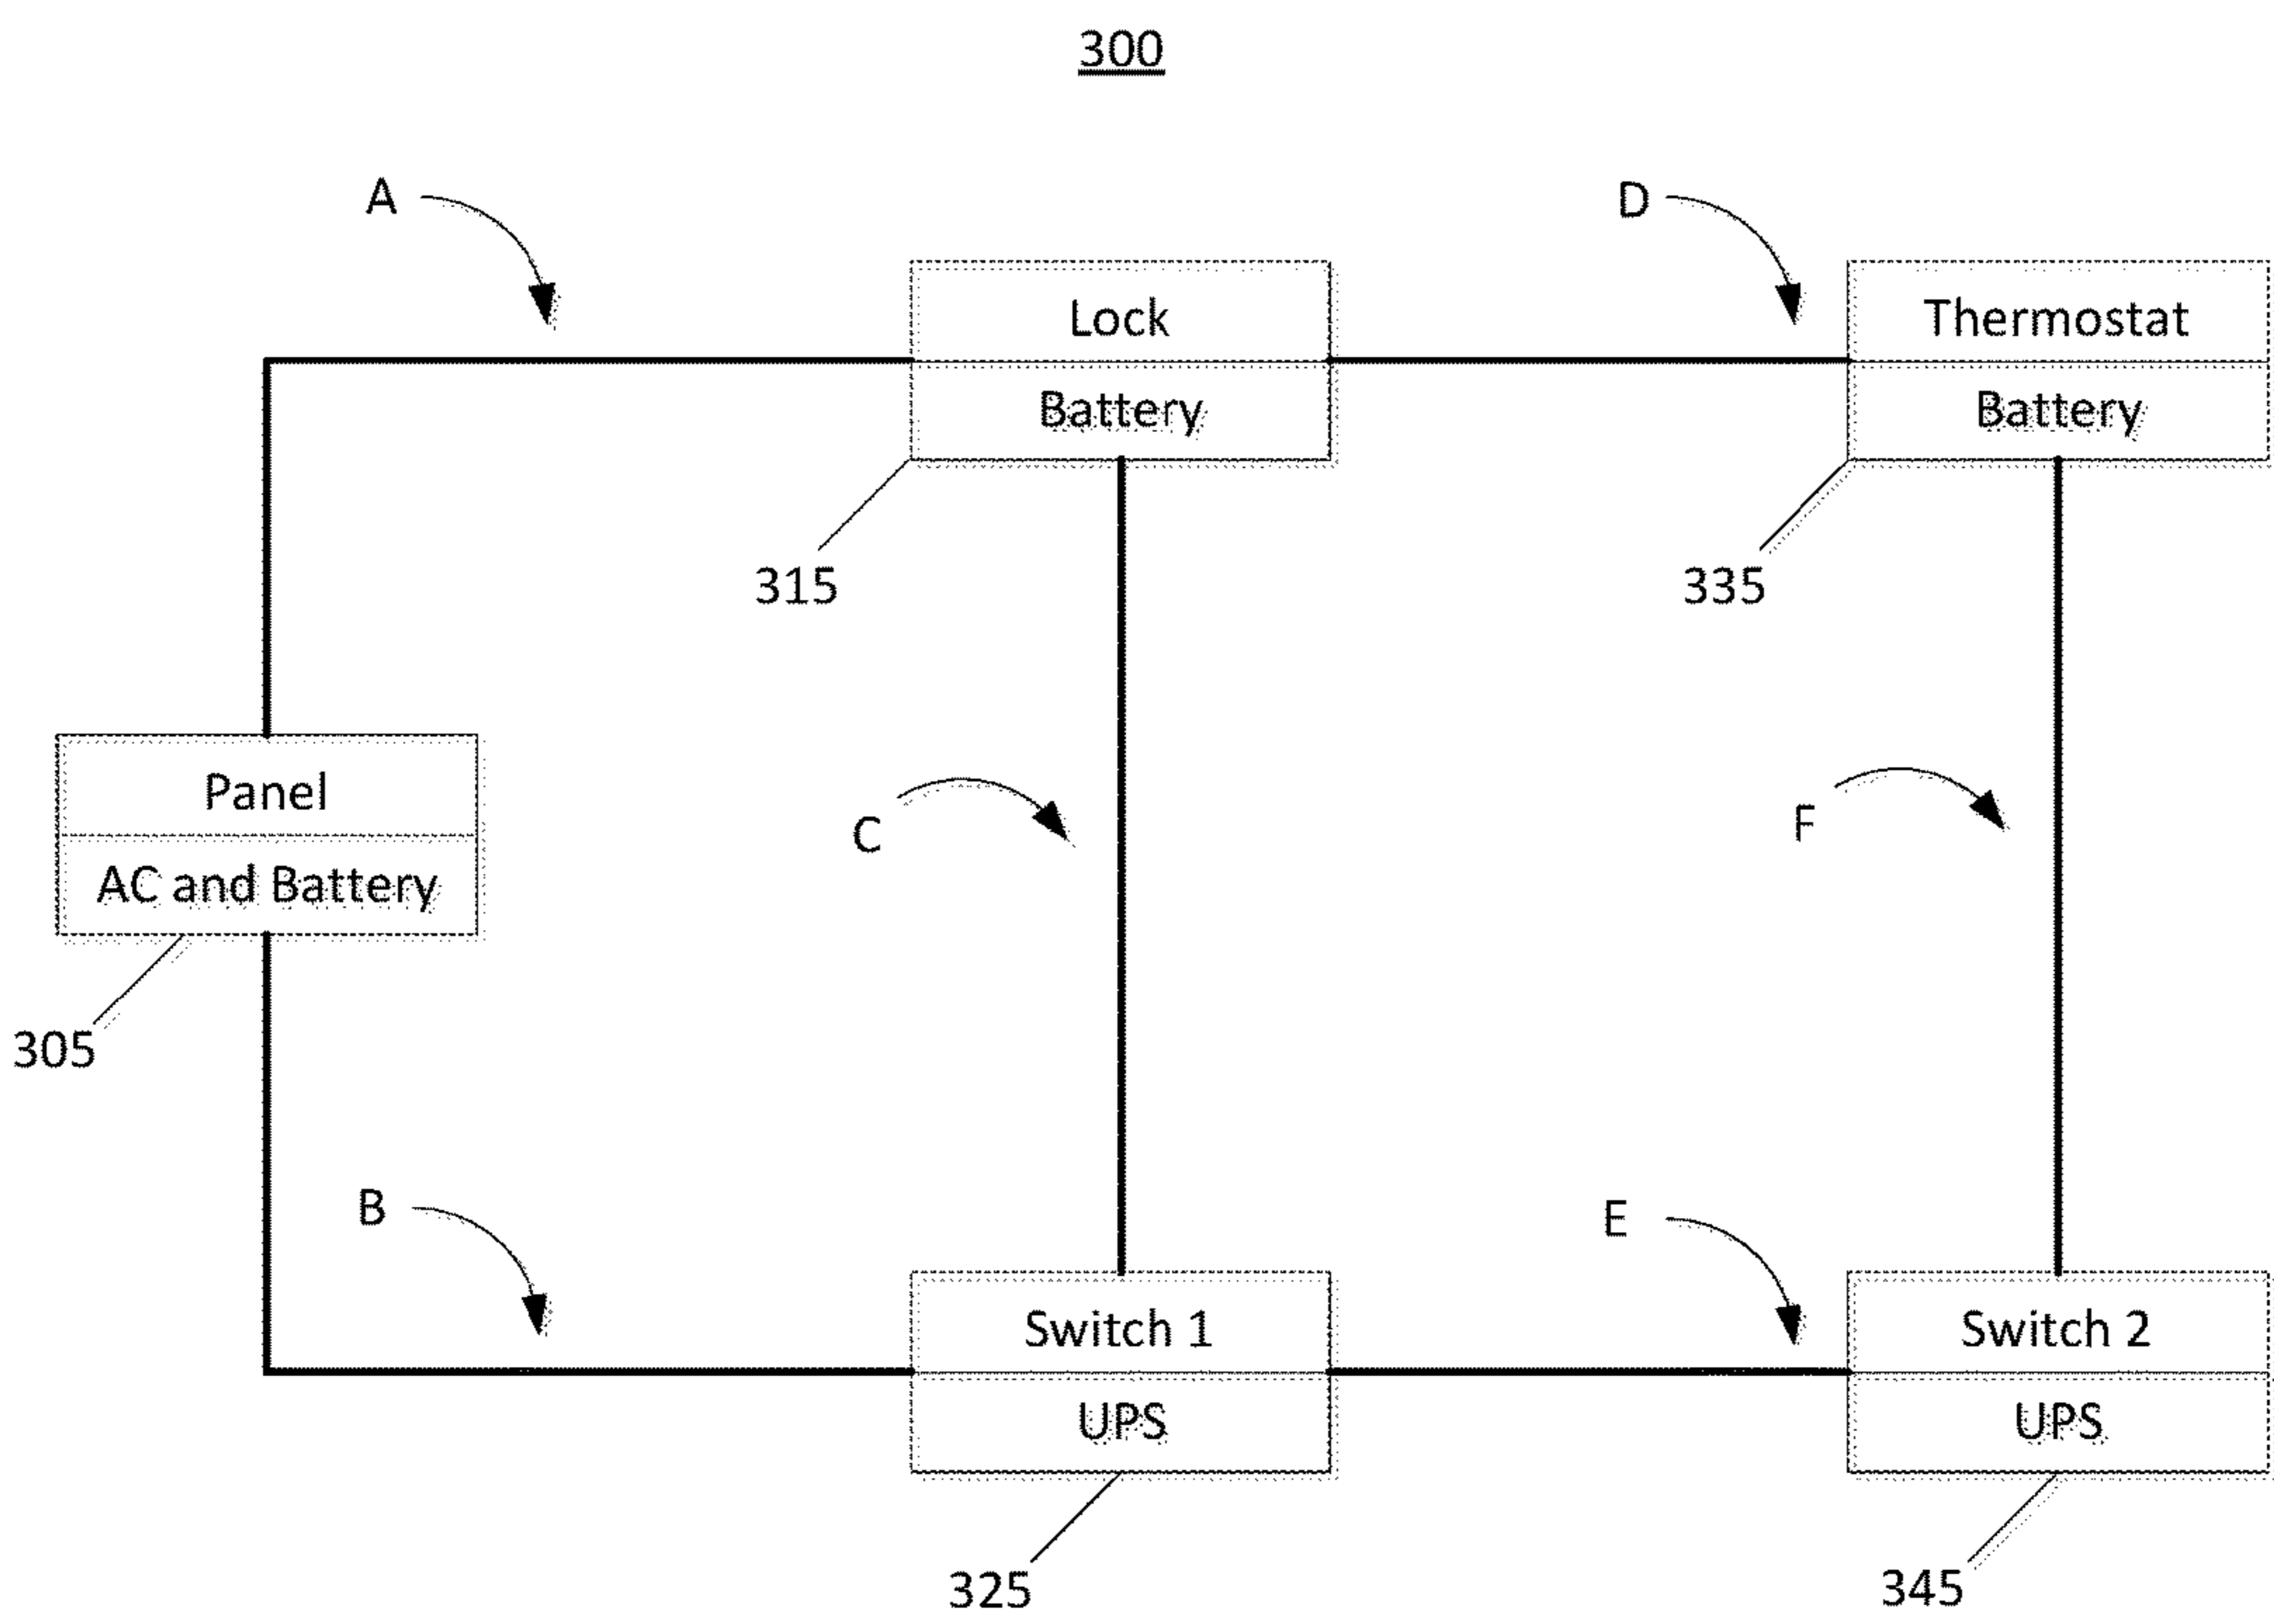 300
A
D
Lock
Battery
Thermostat
Battery
315
335
Panel
AC and Battery
C
F
305
B
E
Switch 1
UPS
Switch 2
UPS
325
345